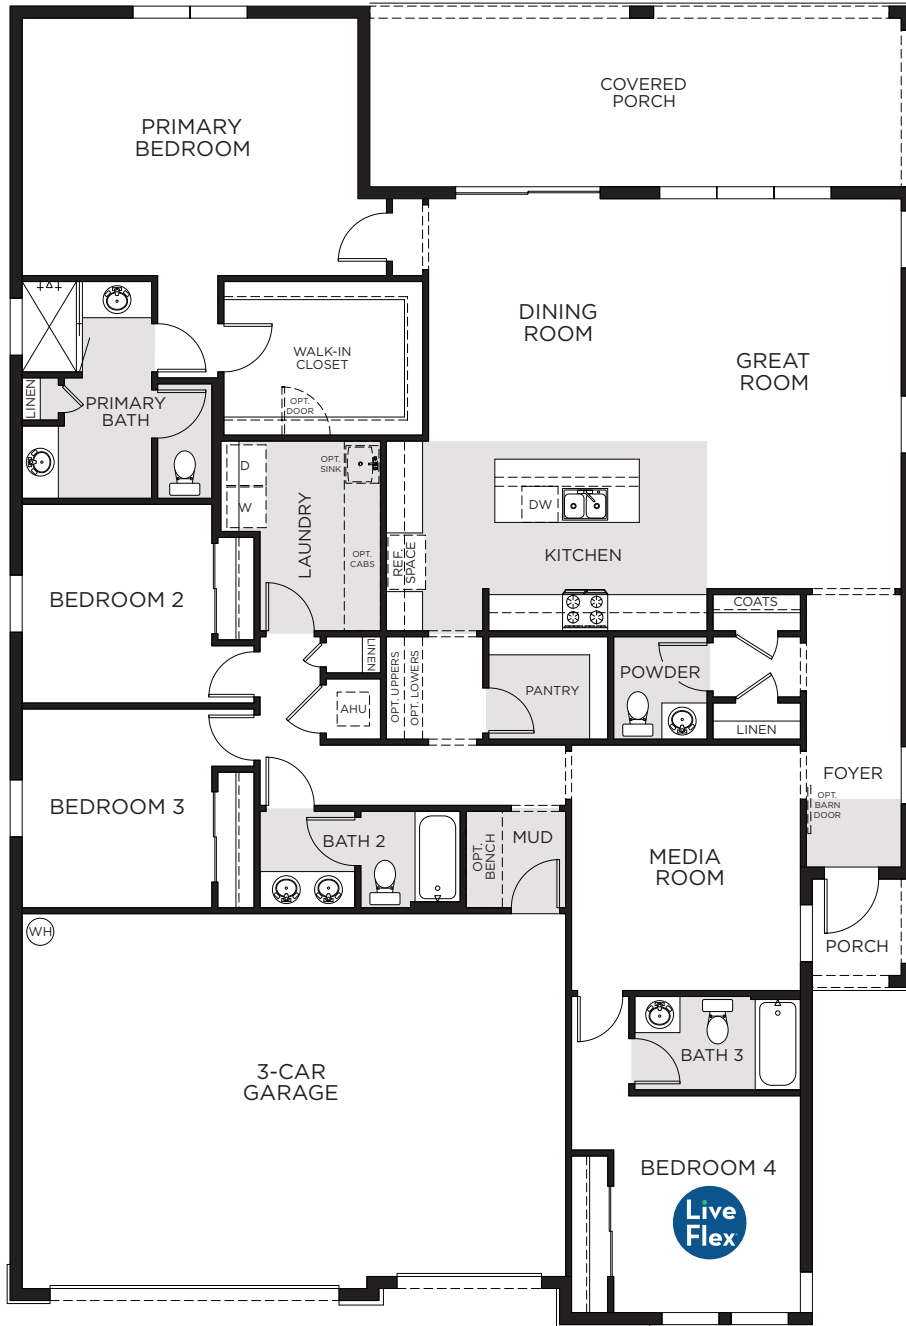 COVERED
PORCH
PRIMARY
BEDROOM
DINING
ROOM
GREAT
ROOM
WALK-IN
CLOSET
OPT.
DOOR
LINEN
PRIMARY
BATH
D
W
OPT.
SINK
LAUNDRY
OPT.
CABS
REF.
SPACE
DW
KITCHEN
BEDROOM 2
COATS
LINEN
OPT. UPPERS
OPT. LOWERS
PANTRY
POWDER
AHU
LINEN
FOYER
OPT.
BARN
DOOR
BEDROOM 3
BATH 2
OPT.
BENCH
MUD
MEDIA
ROOM
WH
PORCH
BATH 3
3-CAR
GARAGE
BEDROOM 4
Live
Flex